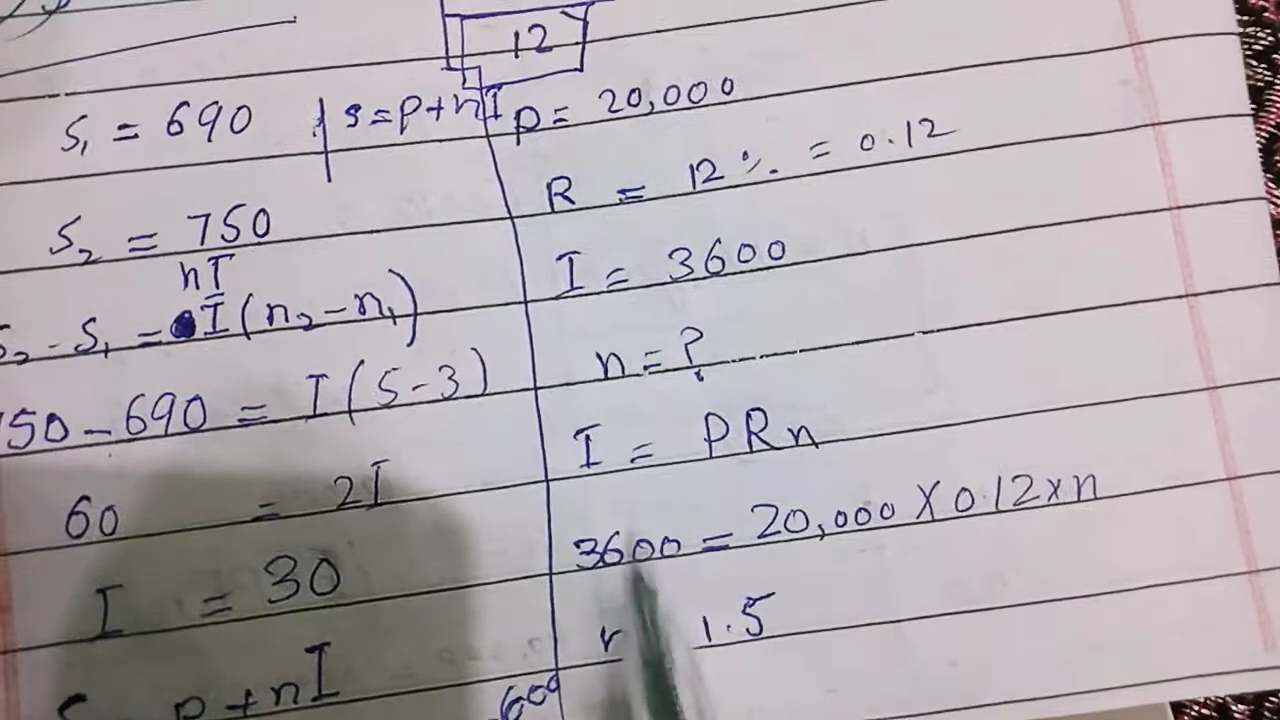 12
S₁ = 690
S = P + nI
S₂ = 750
nI
S₂ - S₁ = I(n₂ - n₁)
750 - 690 = I(5-3)
60 = 2I
I = 30
P + nI
600
P = 20,000
R = 12% = 0.12
I = 3600
n = ?
I = PRn
3600 = 20,000 X 0.12 x n
1.5